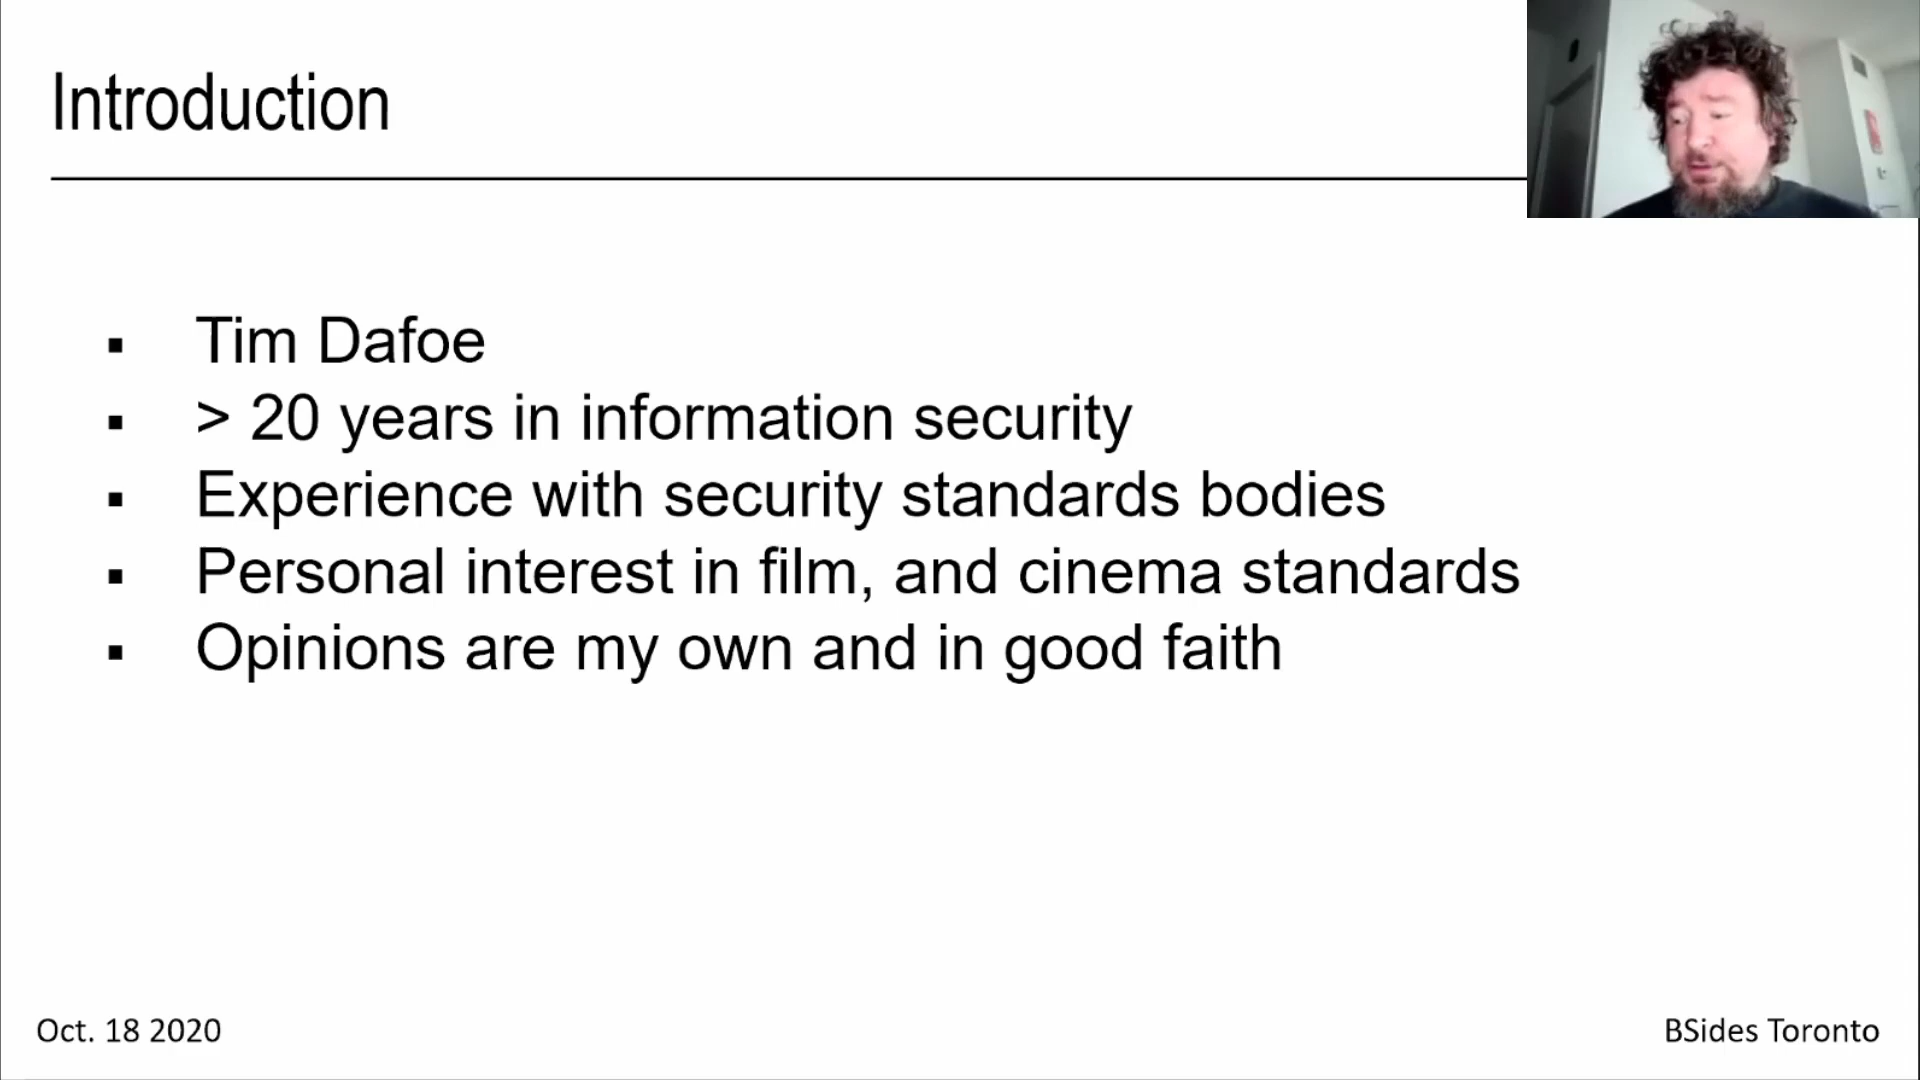 Introduction
Tim Dafoe
> 20 years in information security
Experience with security standards bodies
Personal interest in film, and cinema standards
Opinions are my own and in good faith
Oct. 18 2020
BSides Toronto